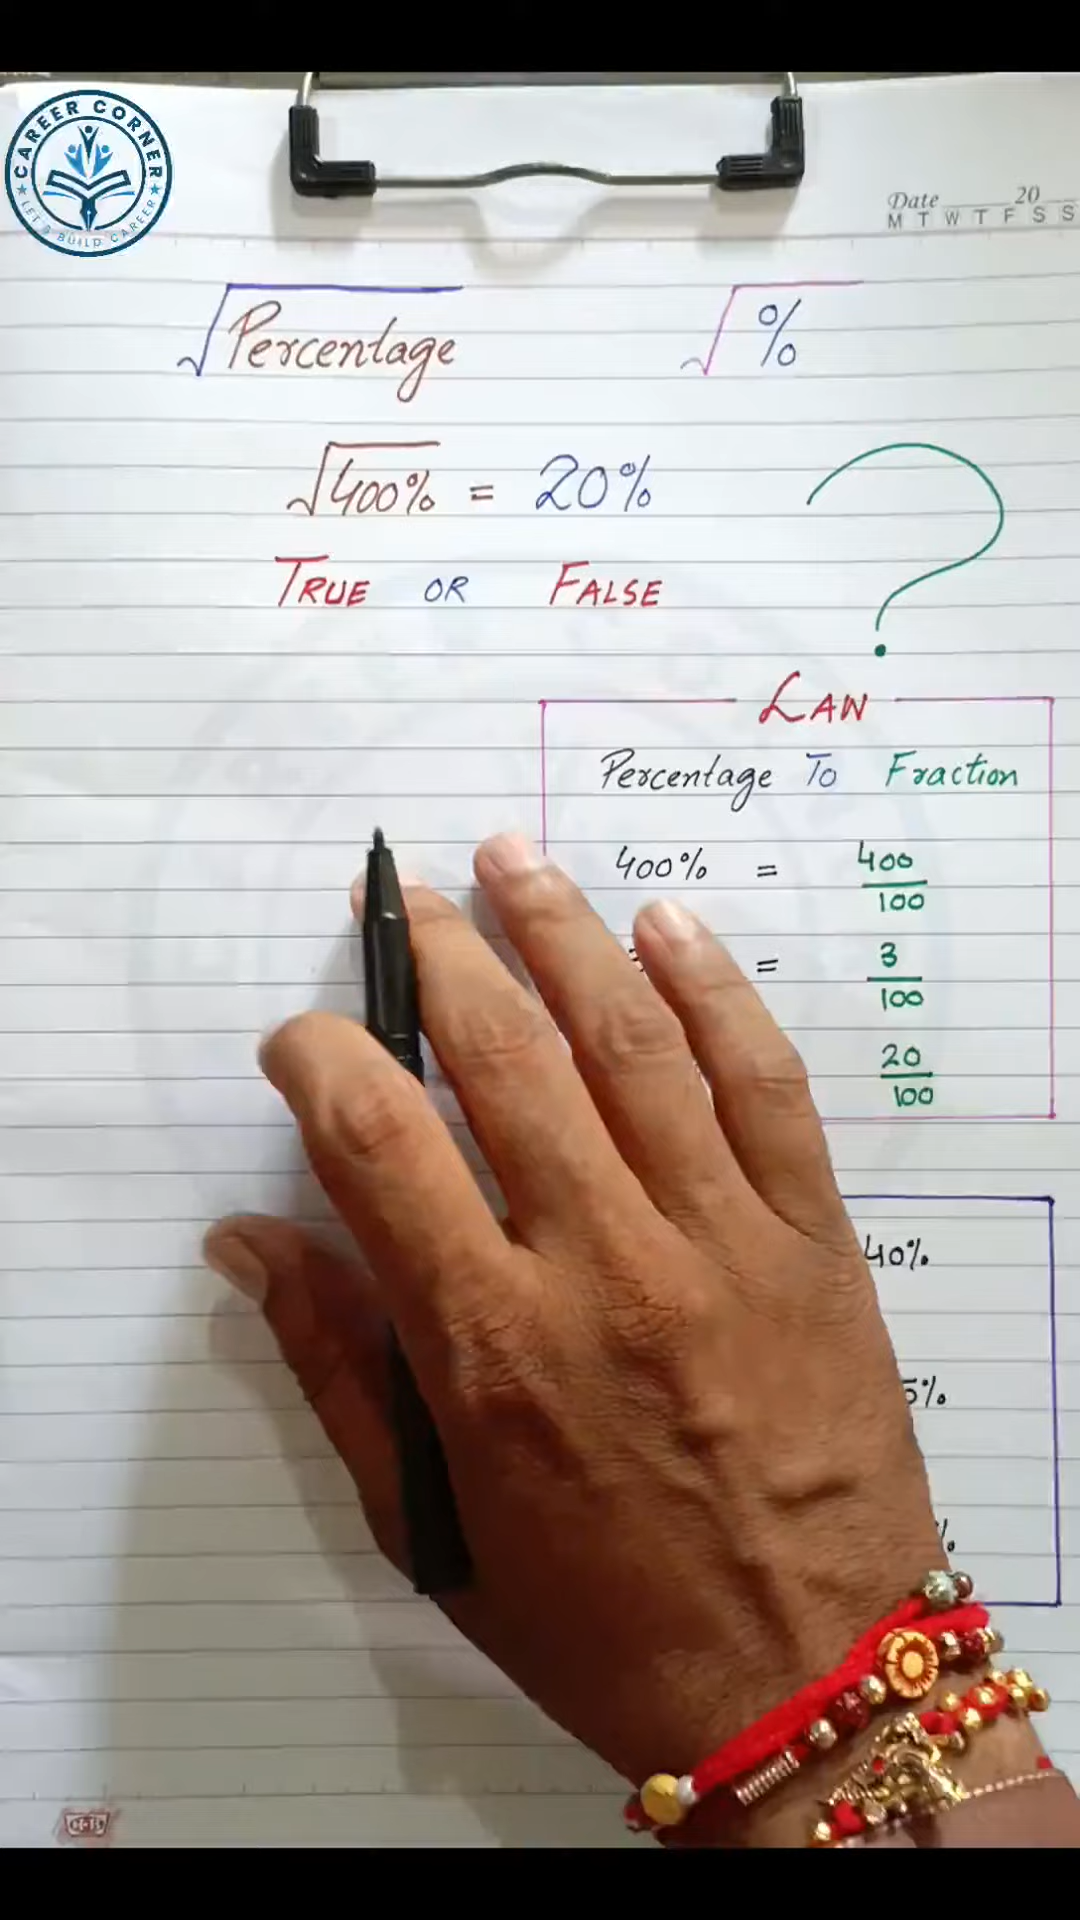 CAREER CORNER
LET'S BUILD CAREER
Date 20
M T W T F S S
√Percentage √%
√400% = 20%
TRUE OR FALSE
?
LAW
Percentage To Fraction
400% = 400/100
= 3/100
20/100
40%
5%
%